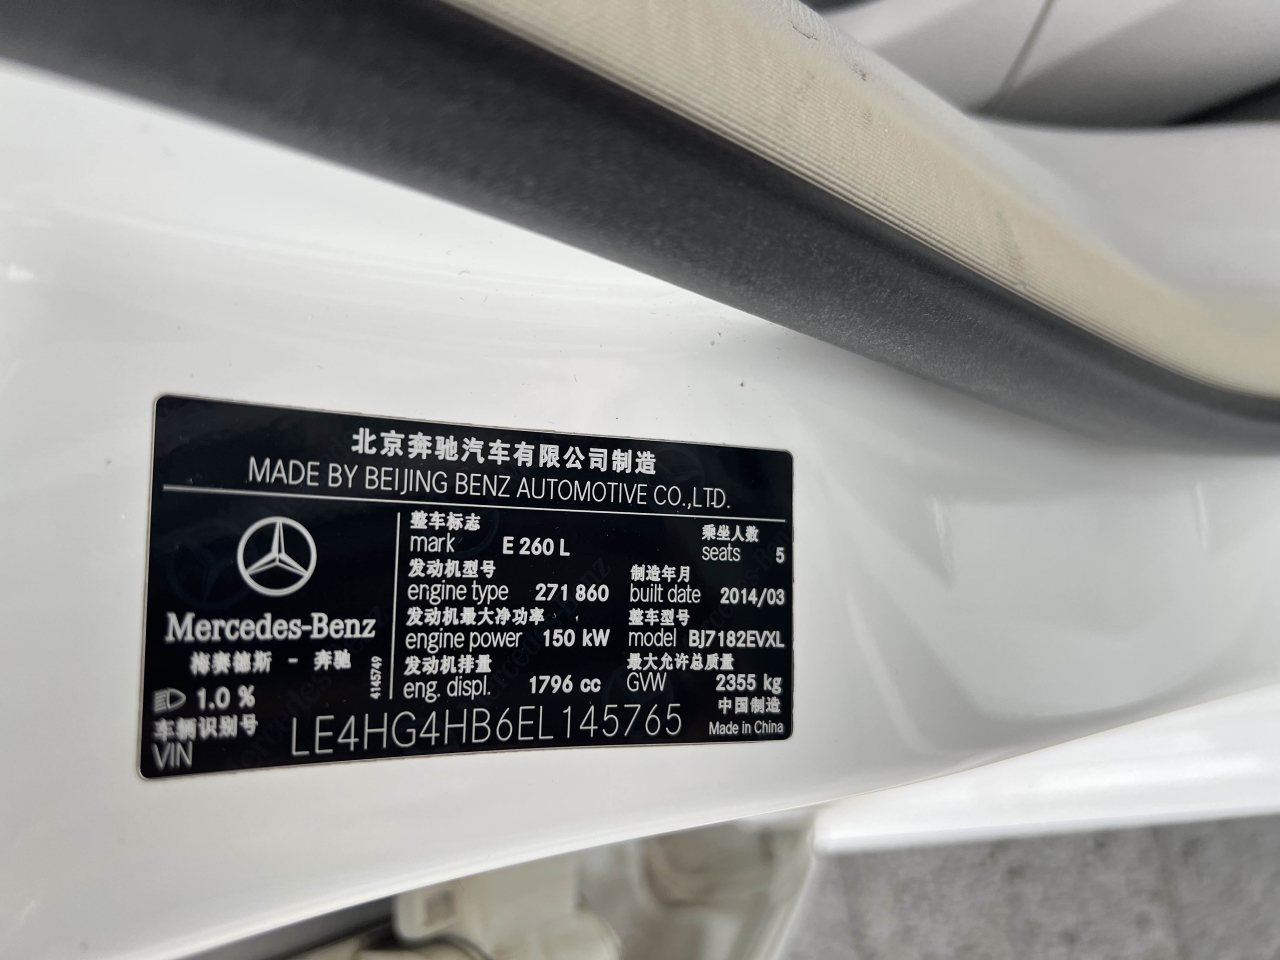 北京奔驰汽车有限公司制造
MADE BY BEIJING BENZ AUTOMOTIVE CO.,LTD.
Mercedes-Benz
梅赛德斯 - 奔驰
1.0 %
4145749
整车标志
mark E 260 L
乘坐人数
seats 5
发动机型号
engine type 271 860
制造年月
built date 2014/03
发动机最大净功率
engine power 150 kW
整车型号
model BJ7182EVXL
发动机排量
eng. displ. 1796 cc
最大允许总质量
GVW 2355 kg
车辆识别号
VIN LE4HG4HB6EL145765
中国制造
Made in China